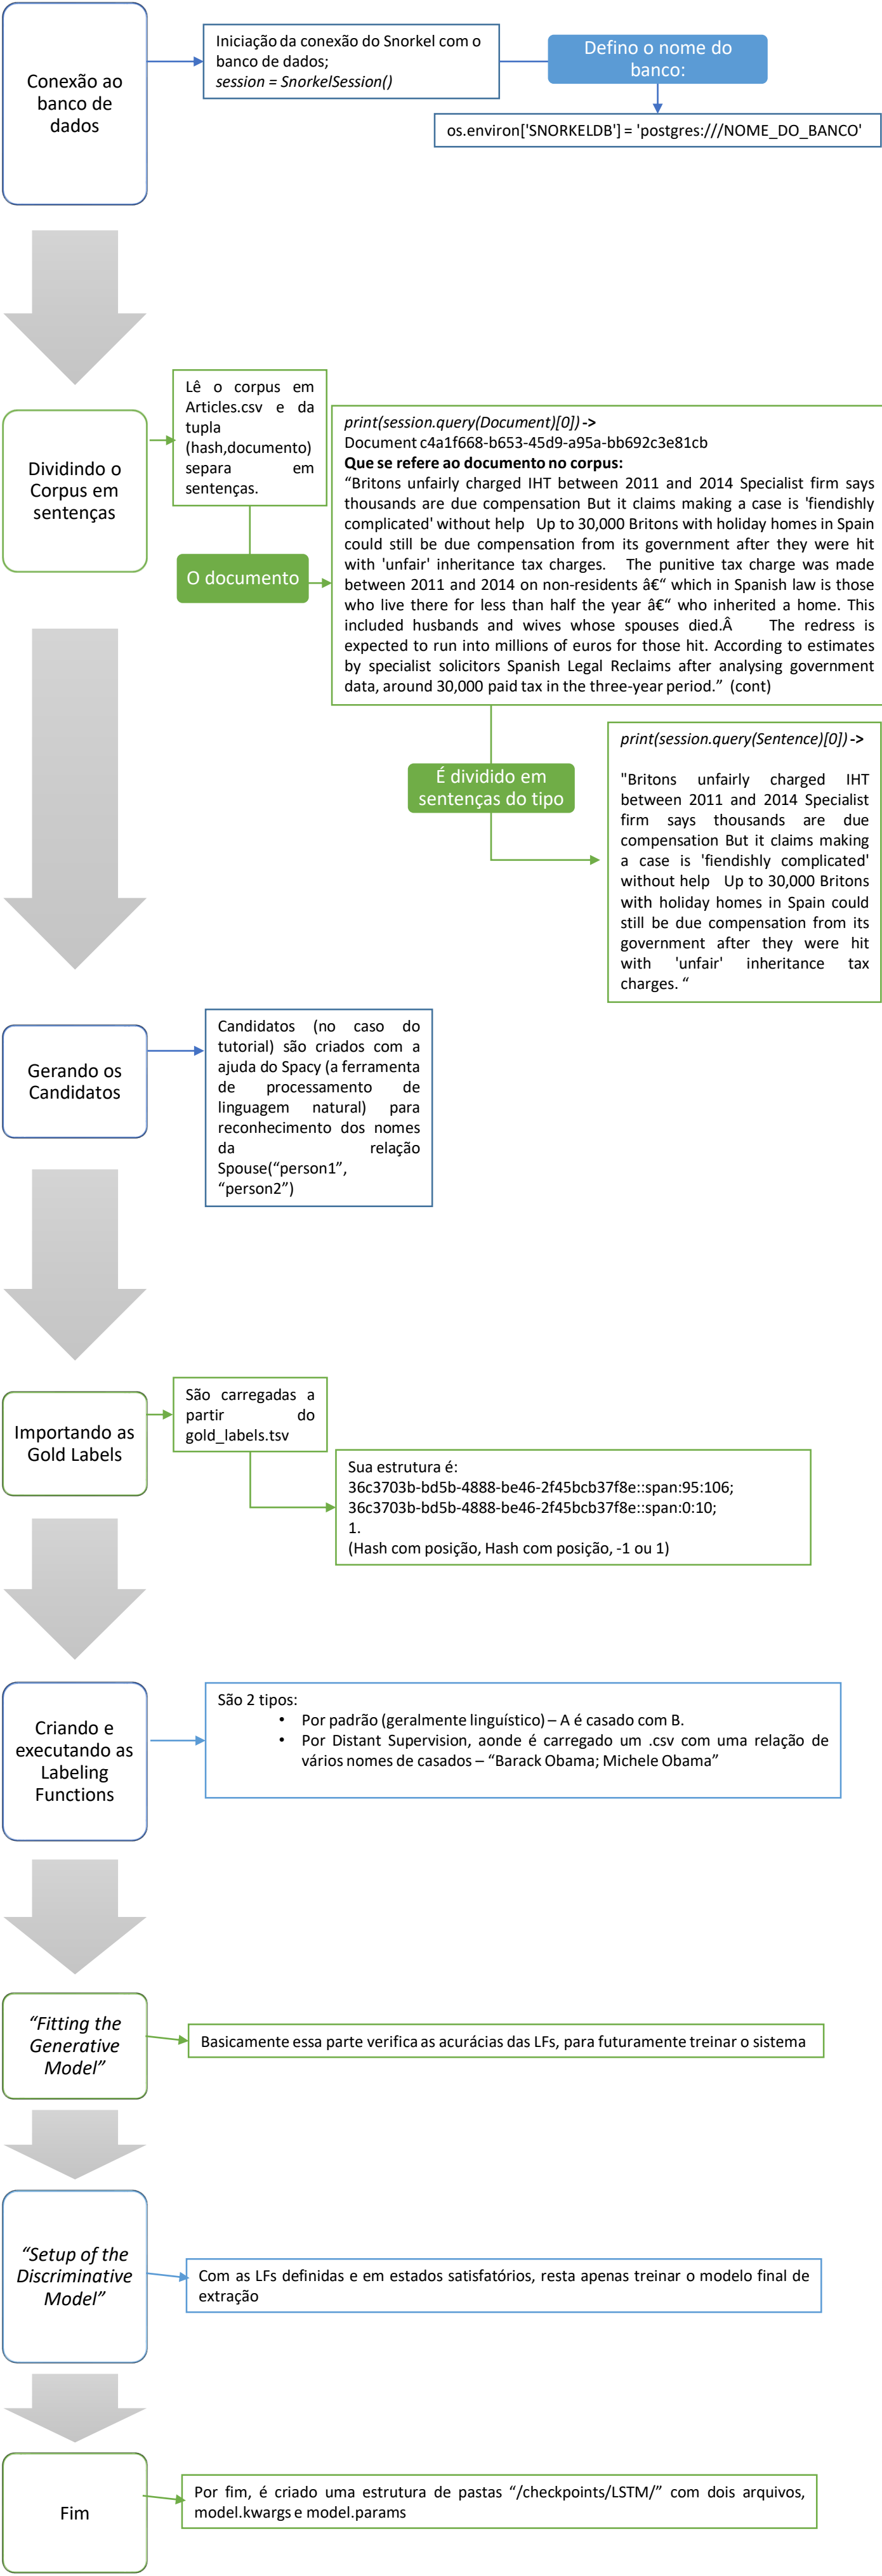 Conexão ao
banco de
dados
Iniciação da conexão do Snorkel com o
banco de dados;
session = SnorkelSession()
Defino o nome do
banco:
os.environ['SNORKELDB'] = 'postgres:///NOME_DO_BANCO'
Dividindo o
Corpus em
sentenças
Lê o corpus em
Articles.csv e da
tupla
(hash,documento)
separa em
sentenças.
O documento
print(session.query(Document)[0]) ->
Document c4a1f668-b653-45d9-a95a-bb692c3e81cb
Que se refere ao documento no corpus:
“Britons unfairly charged IHT between 2011 and 2014 Specialist firm says
thousands are due compensation But it claims making a case is 'fiendishly
complicated' without help Up to 30,000 Britons with holiday homes in Spain
could still be due compensation from its government after they were hit
with 'unfair' inheritance tax charges. The punitive tax charge was made
between 2011 and 2014 on non-residents â€“ which in Spanish law is those
who live there for less than half the year â€“ who inherited a home. This
included husbands and wives whose spouses died.Â The redress is
expected to run into millions of euros for those hit. According to estimates
by specialist solicitors Spanish Legal Reclaims after analysing government
data, around 30,000 paid tax in the three-year period.” (cont)
É dividido em
sentenças do tipo
print(session.query(Sentence)[0]) ->
"Britons unfairly charged IHT
between 2011 and 2014 Specialist
firm says thousands are due
compensation But it claims making
a case is 'fiendishly complicated'
without help Up to 30,000 Britons
with holiday homes in Spain could
still be due compensation from its
government after they were hit
with 'unfair' inheritance tax
charges. “
Gerando os
Candidatos
Candidatos (no caso do
tutorial) são criados com a
ajuda do Spacy (a ferramenta
de processamento de
linguagem natural) para
reconhecimento dos nomes
da relação
Spouse(“person1”,
“person2”)
Importando as
Gold Labels
São carregadas a
partir do
gold_labels.tsv
Sua estrutura é:
36c3703b-bd5b-4888-be46-2f45bcb37f8e::span:95:106;
36c3703b-bd5b-4888-be46-2f45bcb37f8e::span:0:10;
1.
(Hash com posição, Hash com posição, -1 ou 1)
Criando e
executando as
Labeling
Functions
São 2 tipos:
• Por padrão (geralmente linguístico) – A é casado com B.
• Por Distant Supervision, aonde é carregado um .csv com uma relação de
vários nomes de casados – “Barack Obama; Michele Obama”
“Fitting the
Generative
Model”
Basicamente essa parte verifica as acurácias das LFs, para futuramente treinar o sistema
“Setup of the
Discriminative
Model”
Com as LFs definidas e em estados satisfatórios, resta apenas treinar o modelo final de
extração
Fim
Por fim, é criado uma estrutura de pastas “/checkpoints/LSTM/” com dois arquivos,
model.kwargs e model.params